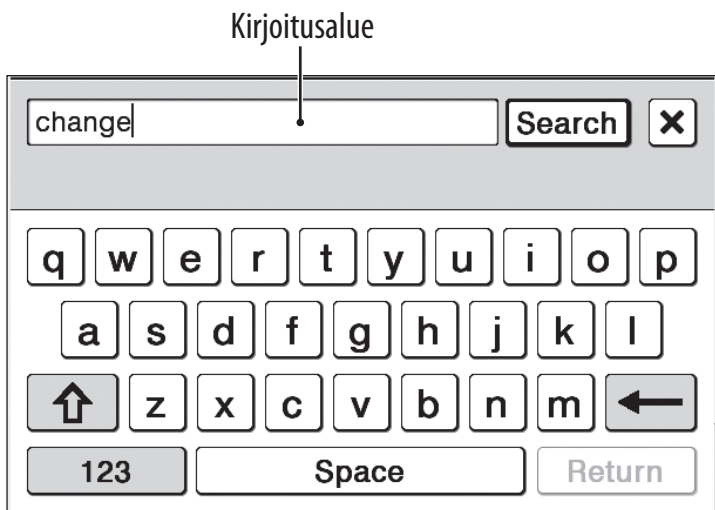 Kirjoitusalue
change
Search
q w e r t y u i o p
a s d f g h j k l
z x c v b n m
123 Space Return